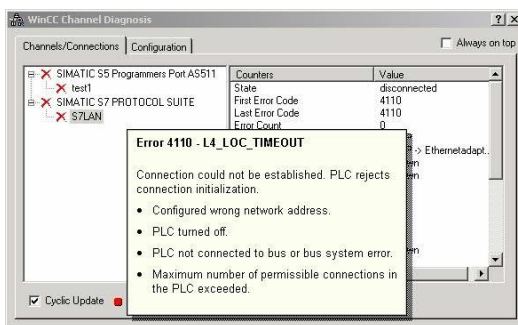 WinCC Channel Diagnosis
Channels/Connections Configuration Always on top
SIMATIC S5 Programmers Port AS511
test1
SIMATIC S7 PROTOCOL SUITE
S7LAN
Counters Value
State disconnected
First Error Code 4110
Last Error Code 4110
Error Count 0
-> Ethernetadapt..
Error 4110 - L4_LOC_TIMEOUT
Connection could not be established. PLC rejects
connection initialization.
• Configured wrong network address.
• PLC turned off.
• PLC not connected to bus or bus system error.
• Maximum number of permissible connections in
the PLC exceeded.
Cyclic Update